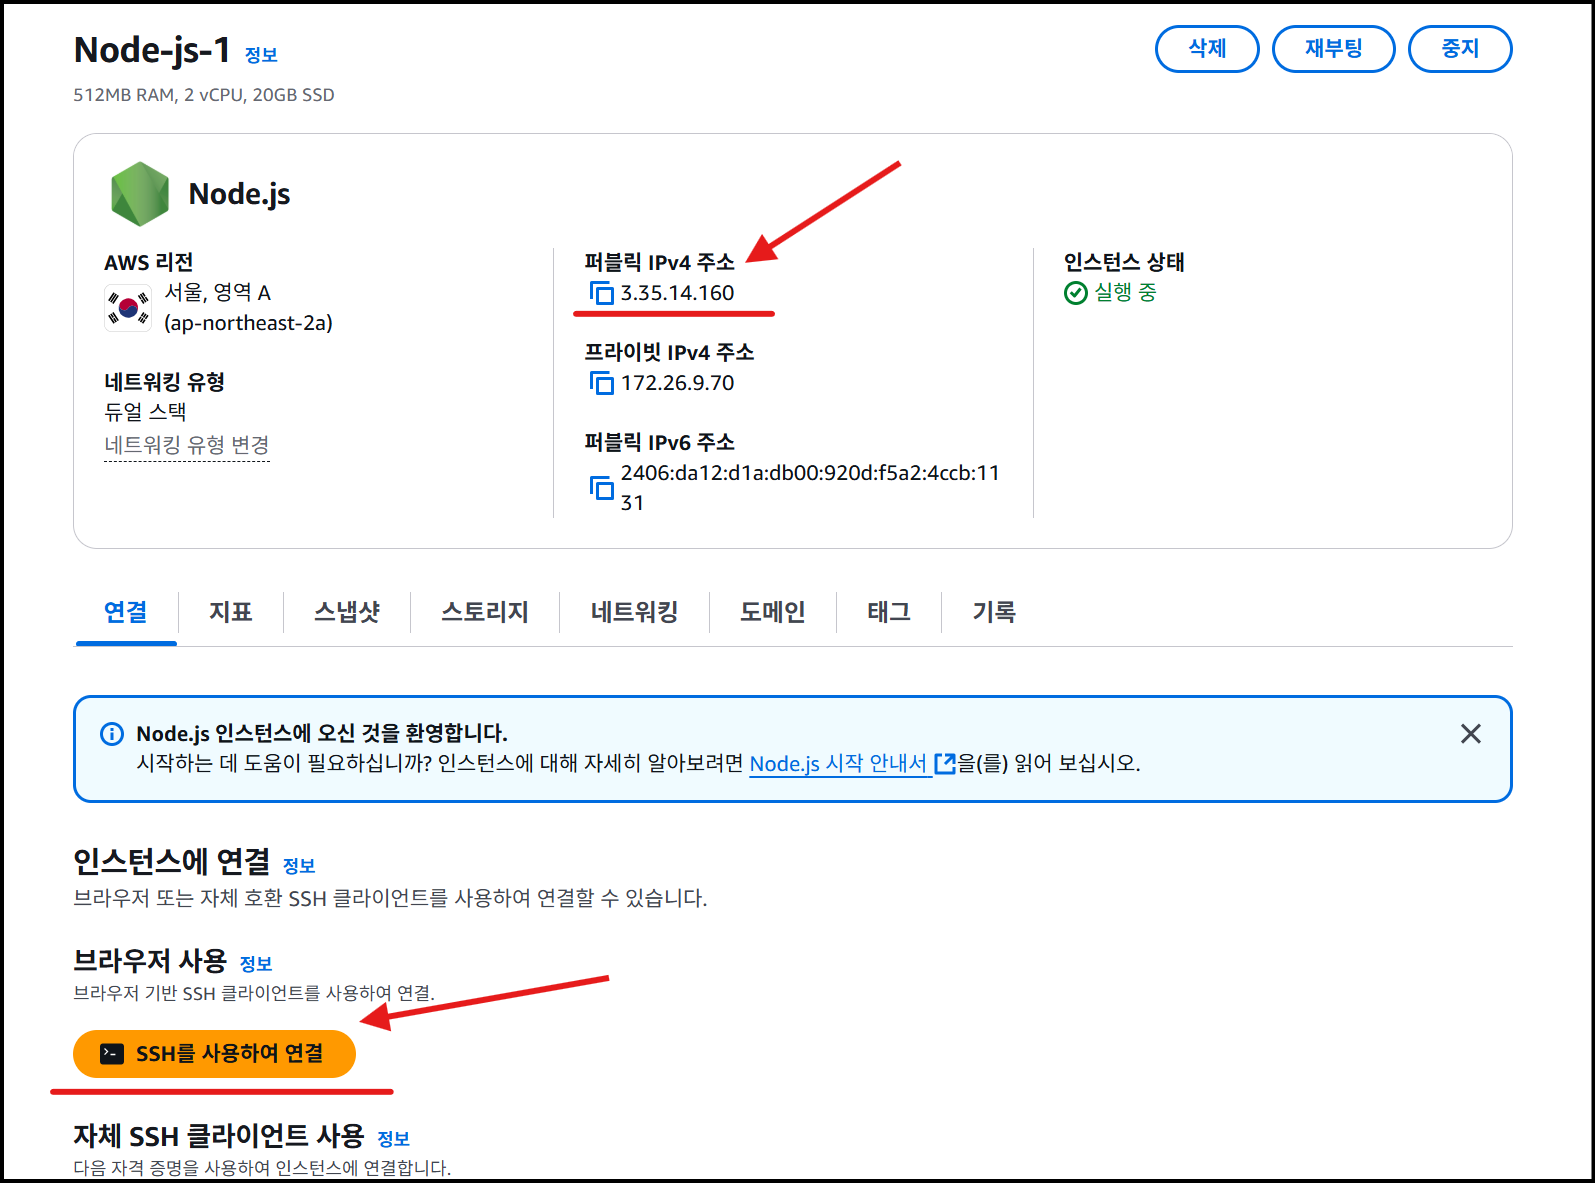 Node-js-1 정보
삭제 재부팅 중지
512MB RAM, 2 vCPU, 20GB SSD
Node.js
AWS 리전
서울, 영역 A
(ap-northeast-2a)
네트워킹 유형
듀얼 스택
네트워킹 유형 변경
퍼블릭 IPv4 주소
3.35.14.160
프라이빗 IPv4 주소
172.26.9.70
퍼블릭 IPv6 주소
2406:da12:d1a:db00:920d:f5a2:4ccb:11
31
인스턴스 상태
실행 중
연결 지표 스냅샷 스토리지 네트워킹 도메인 태그 기록
Node.js 인스턴스에 오신 것을 환영합니다.
시작하는 데 도움이 필요하십니까? 인스턴스에 대해 자세히 알아보려면 Node.js 시작 안내서 을(를) 읽어 보십시오.
인스턴스에 연결 정보
브라우저 또는 자체 호환 SSH 클라이언트를 사용하여 연결할 수 있습니다.
브라우저 사용 정보
브라우저 기반 SSH 클라이언트를 사용하여 연결.
SSH를 사용하여 연결
자체 SSH 클라이언트 사용 정보
다음 자격 증명을 사용하여 인스턴스에 연결합니다.